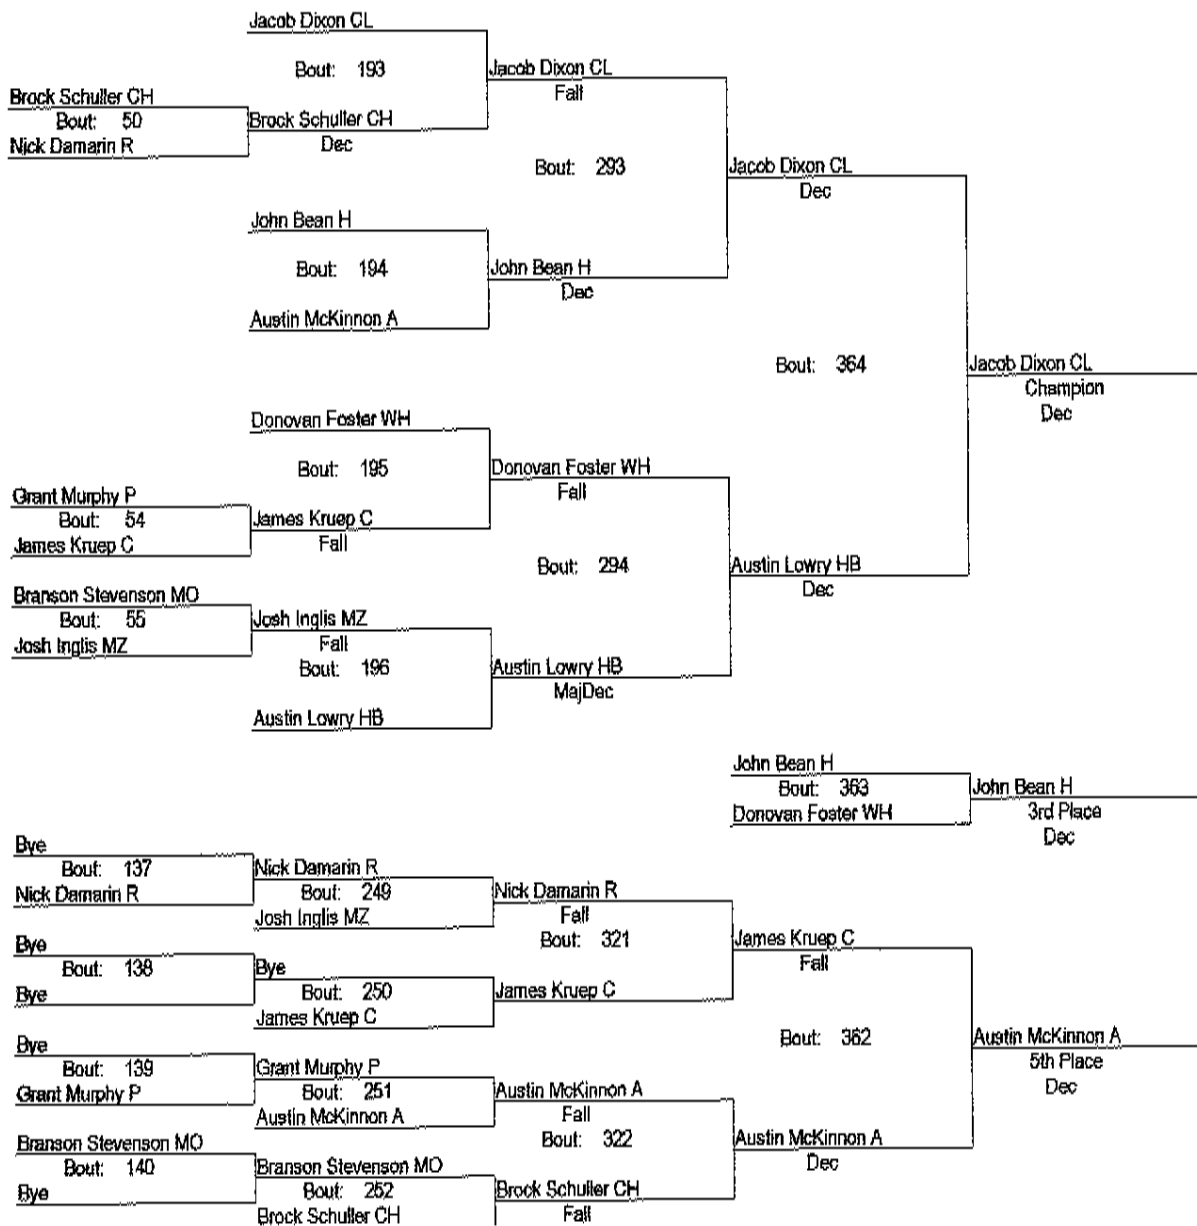 Jacob Dixon CL
Bout: 193
Jacob Dixon CL
Fall
Brock Schuller CH
Bout: 50
Nick Damarin R
Brock Schuller CH
Dec
Bout: 293
Jacob Dixon CL
Dec
John Bean H
Bout: 194
John Bean H
Dec
Austin McKinnon A
Bout: 364
Jacob Dixon CL
Champion
Dec
Donovan Foster WH
Bout: 195
Donovan Foster WH
Fall
Grant Murphy P
Bout: 54
James Kruep C
James Kruep C
Fall
Bout: 294
Austin Lowry HB
Dec
Branson Stevenson MO
Bout: 55
Josh Inglis MZ
Josh Inglis MZ
Fall
Bout: 196
Austin Lowry HB
MajDec
Austin Lowry HB
John Bean H
Bout: 363
Donovan Foster WH
John Bean H
3rd Place
Dec
Bye
Bout: 137
Nick Damarin R
Nick Damarin R
Bout: 249
Josh Inglis MZ
Nick Damarin R
Fall
Bout: 321
James Kruep C
Fall
Bye
Bout: 138
Bye
Bye
Bout: 250
James Kruep C
James Kruep C
Bout: 362
Austin McKinnon A
5th Place
Dec
Bye
Bout: 139
Grant Murphy P
Grant Murphy P
Bout: 251
Austin McKinnon A
Austin McKinnon A
Fall
Bout: 322
Austin McKinnon A
Dec
Branson Stevenson MO
Bout: 140
Bye
Branson Stevenson MO
Bout: 252
Brock Schuller CH
Brock Schuller CH
Fall